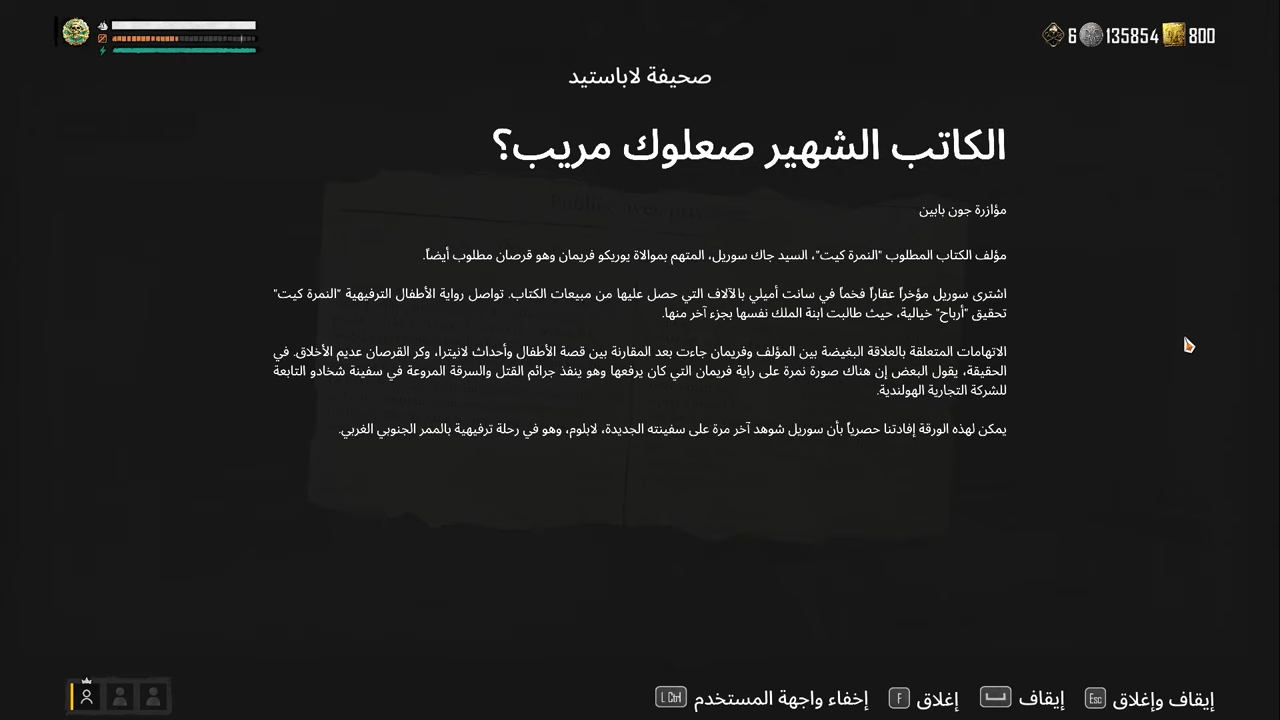 6 135854 800
صحيفة لاباستيد
الكاتب الشهير صعلوك مريب؟
مؤازرة جون بابين
مؤلف الكتاب المطلوب "النمرة كيت"، السيد جاك سوريل، المتهم بموالاة يوريكو فريمان وهو قرصان مطلوب أيضاً.
اشترى سوريل مؤخراً عقاراً فخماً في سانت أميلي بالآلاف التي حصل عليها من مبيعات الكتاب. تواصل رواية الأطفال الترفيهية "النمرة كيت"
تحقيق "أرباح" خيالية، حيث طالبت ابنة الملك نفسها بجزء آخر منها.
الاتهامات المتعلقة بالعلاقة البغيضة بين المؤلف وفريمان جاءت بعد المقارنة بين قصة الأطفال وأحداث لانيترا، وكر القرصان عديم الأخلاق. في
الحقيقة، يقول البعض إن هناك صورة نمرة على راية فريمان التي كان يرفعها وهو ينفذ جرائم القتل والسرقة المروعة في سفينة شخادو التابعة
للشركة التجارية الهولندية.
يمكن لهذه الورقة إفادتنا حصرياً بأن سوريل شوهد آخر مرة على سفينته الجديدة، لابلوم، وهو في رحلة ترفيهية بالممر الجنوبي الغربي.
إيقاف وإغلاق Esc إيقاف إغلاق F إخفاء واجهة المستخدم L Ctrl